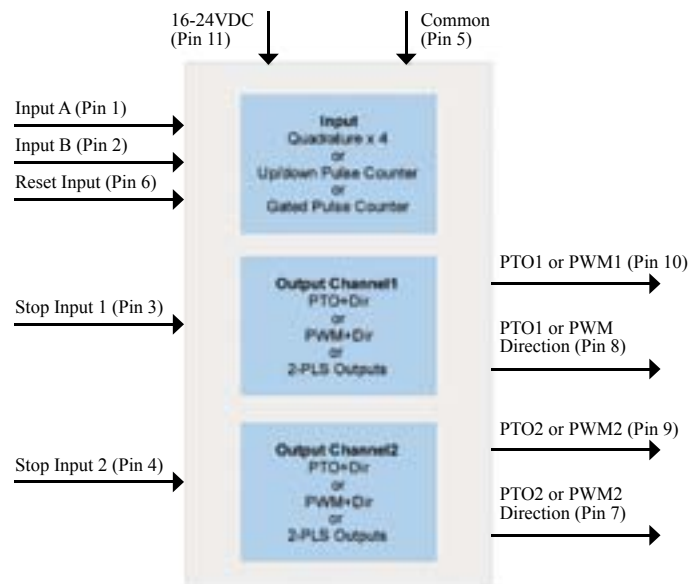 16-24VDC
(Pin 11)
Common
(Pin 5)
Input A (Pin 1)
Input B (Pin 2)
Reset Input (Pin 6)
Input
Quadrature x 4
or
Up/down Pulse Counter
or
Gated Pulse Counter
Stop Input 1 (Pin 3)
Output Channel1
PTO+Dir
or
PWM+Dir
or
2-PLS Outputs
PTO1 or PWM1 (Pin 10)
PTO1 or PWM
Direction (Pin 8)
Stop Input 2 (Pin 4)
Output Channel2
PTO+Dir
or
PWM+Dir
or
2-PLS Outputs
PTO2 or PWM2 (Pin 9)
PTO2 or PWM2
Direction (Pin 7)